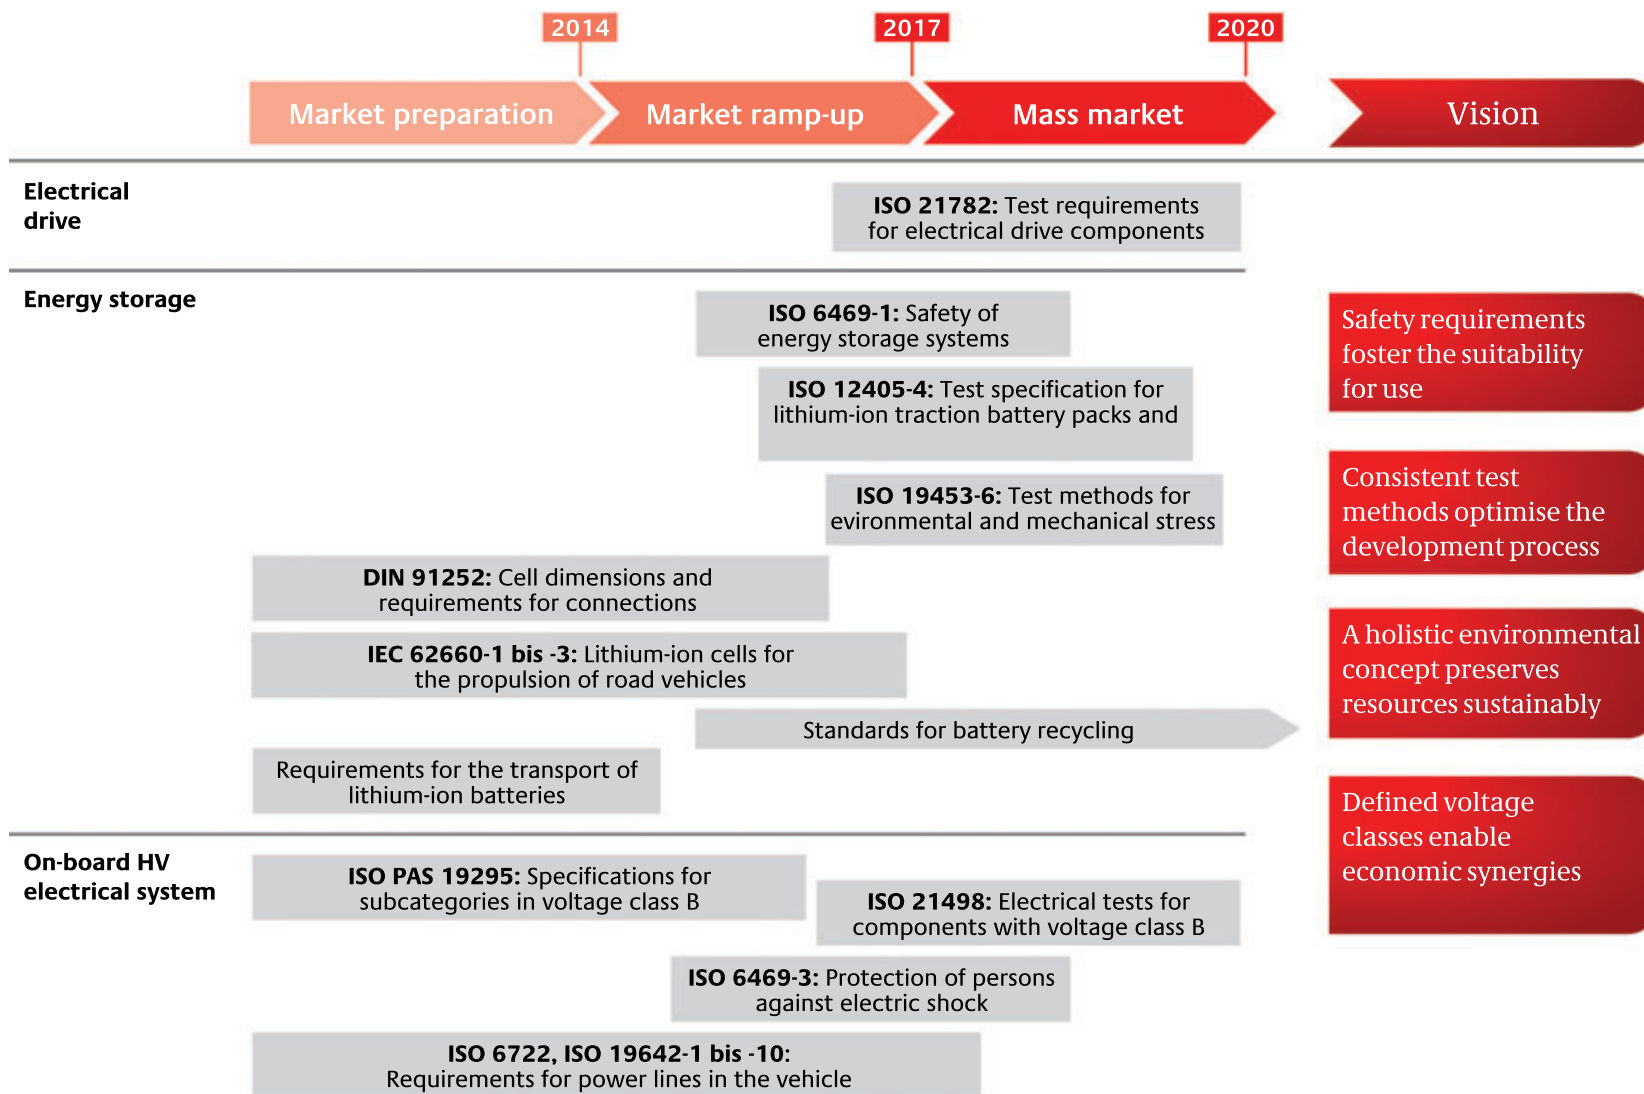 2014
2017
2020
Market preparation
Market ramp-up
Mass market
Vision
Electrical
drive
ISO 21782: Test requirements
for electrical drive components
Energy storage
ISO 6469-1: Safety of
energy storage systems
ISO 12405-4: Test specification for
lithium-ion traction battery packs and
ISO 19453-6: Test methods for
evironmental and mechanical stress
DIN 91252: Cell dimensions and
requirements for connections
IEC 62660-1 bis -3: Lithium-ion cells for
the propulsion of road vehicles
Standards for battery recycling
Requirements for the transport of
lithium-ion batteries
Safety requirements
foster the suitability
for use
Consistent test
methods optimise the
development process
A holistic environmental
concept preserves
resources sustainably
Defined voltage
classes enable
economic synergies
On-board HV
electrical system
ISO PAS 19295: Specifications for
subcategories in voltage class B
ISO 21498: Electrical tests for
components with voltage class B
ISO 6469-3: Protection of persons
against electric shock
ISO 6722, ISO 19642-1 bis -10:
Requirements for power lines in the vehicle